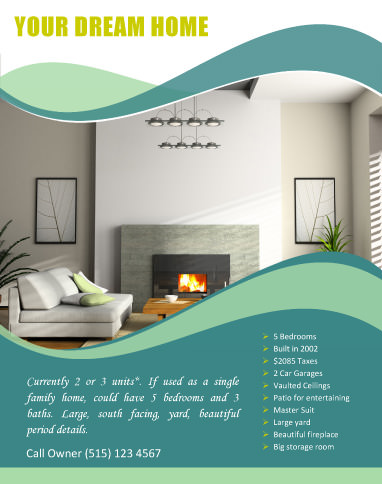 YOUR DREAM HOME
Currently 2 or 3 units*. If used as a single
family home, could have 5 bedrooms and 3
baths. Large, south facing, yard, beautiful
period details.
Call Owner (515) 123 4567
5 Bedrooms
Built in 2002
$2085 Taxes
2 Car Garages
Vaulted Ceilings
Patio for entertaining
Master Suit
Large yard
Beautiful fireplace
Big storage room